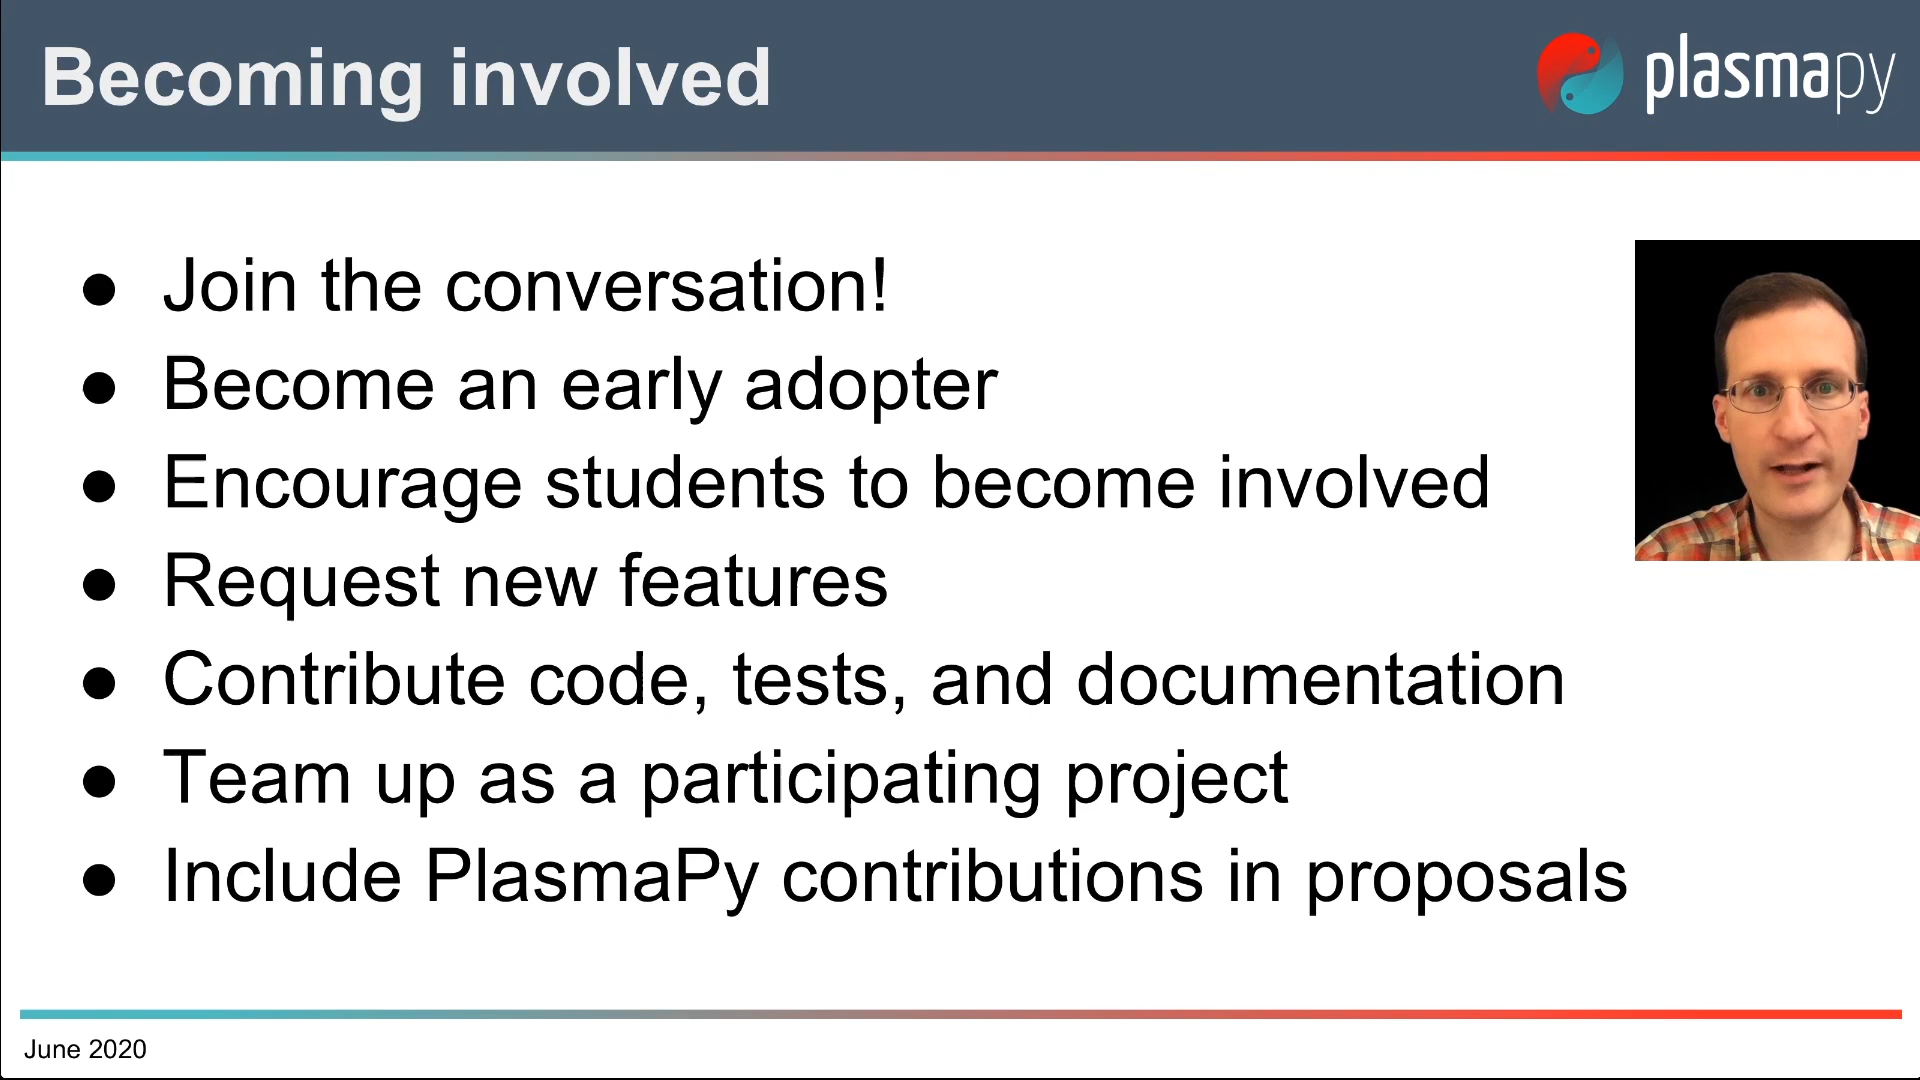 Becoming involved
plasmapy
● Join the conversation!
● Become an early adopter
● Encourage students to become involved
● Request new features
● Contribute code, tests, and documentation
● Team up as a participating project
● Include PlasmaPy contributions in proposals
June 2020